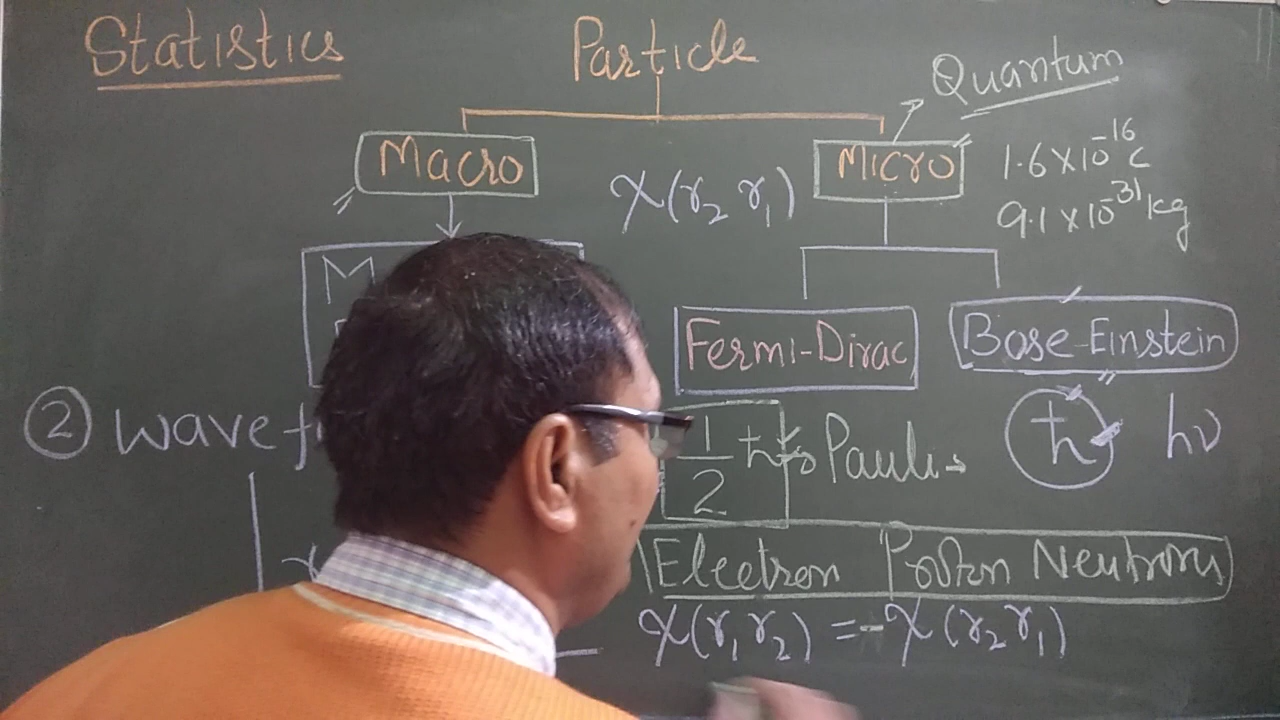 Statistics
Particle
Quantum
Macro
Micro
1.6×10⁻¹⁶ C
9.1×10⁻³¹ kg
χ(r₂ r₁)
M
Fermi-Dirac
Bose-Einstein
② wave f
1/2 ħ Pauli
ħ hν
Electron Proton Neutrons
χ(r₁ r₂) = -χ(r₂ r₁)